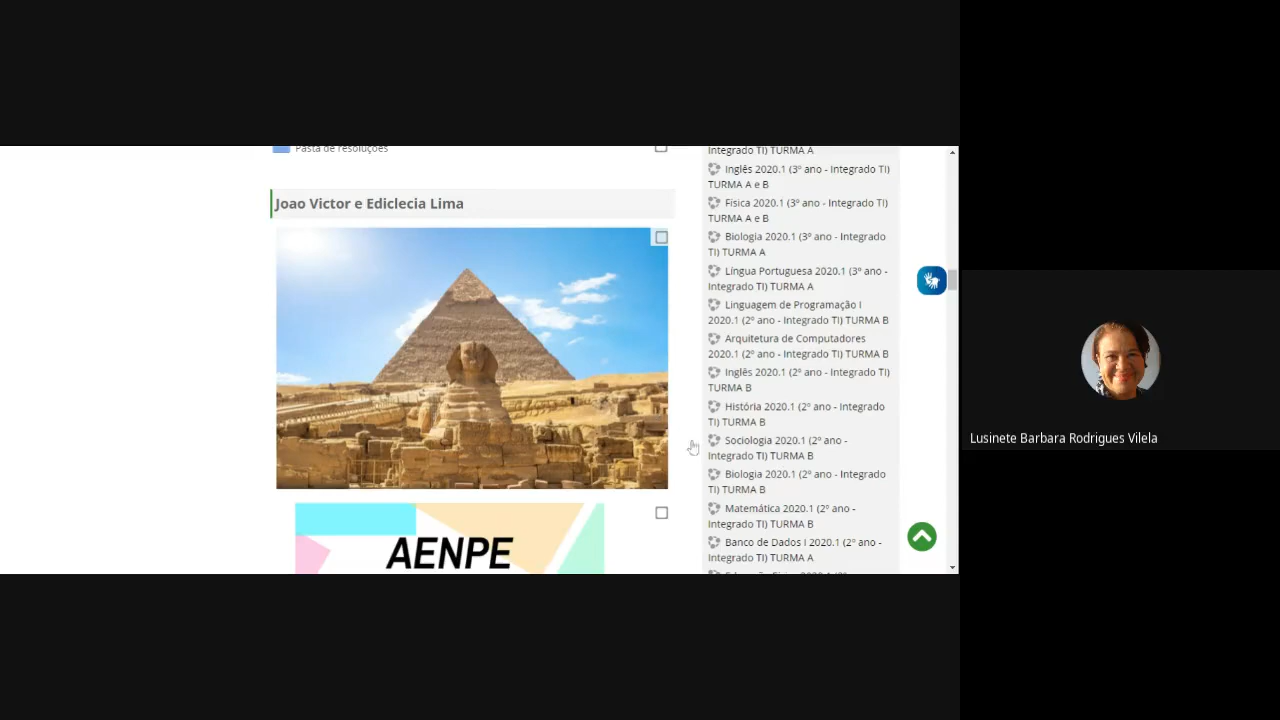 Pasta de resoluções
Joao Victor e Ediclecia Lima
AENPE
Integrado TI) TURMA A
Inglês 2020.1 (3º ano - Integrado TI)
TURMA A e B
Física 2020.1 (3º ano - Integrado TI)
TURMA A e B
Biologia 2020.1 (3º ano - Integrado
TI) TURMA A
Língua Portuguesa 2020.1 (3º ano -
Integrado TI) TURMA A
Linguagem de Programação I
2020.1 (2º ano - Integrado TI) TURMA B
Arquitetura de Computadores
2020.1 (2º ano - Integrado TI) TURMA B
Inglês 2020.1 (2º ano - Integrado TI)
TURMA B
História 2020.1 (2º ano - Integrado
TI) TURMA B
Sociologia 2020.1 (2º ano -
Integrado TI) TURMA B
Biologia 2020.1 (2º ano - Integrado
TI) TURMA B
Matemática 2020.1 (2º ano -
Integrado TI) TURMA B
Banco de Dados I 2020.1 (2º ano -
Integrado TI) TURMA A
Lusinete Barbara Rodrigues Vilela